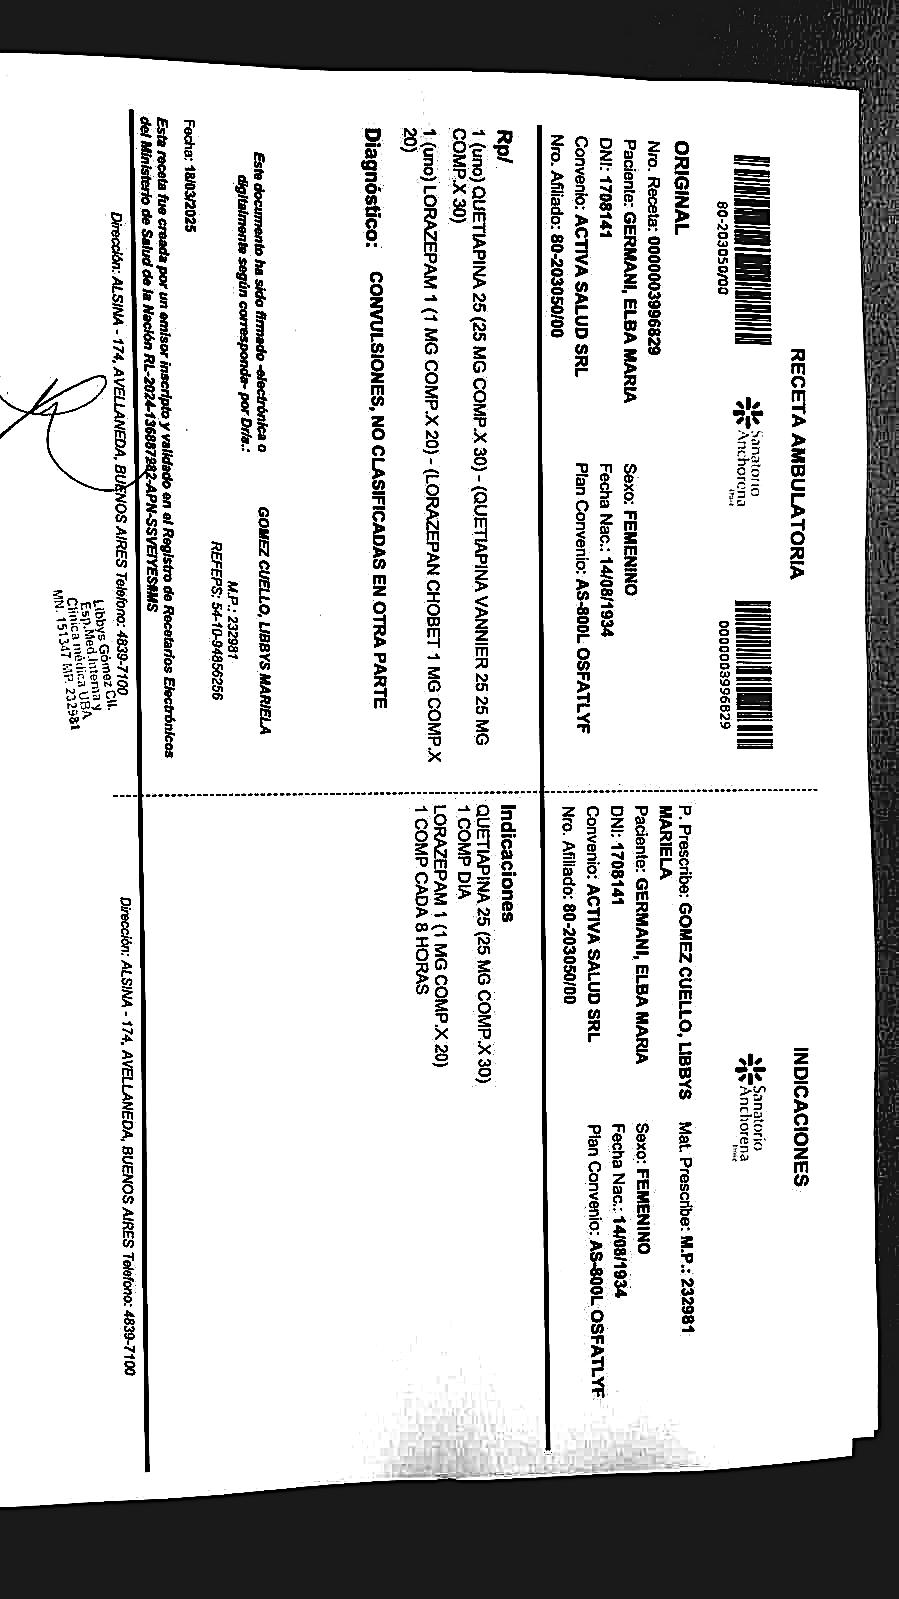 RECETA AMBULATORIA
80-203050/00
Sanatorio
Anchorena
0000003996829
ORIGINAL
Nro. Receta: 0000003996829
Paciente: GERMANI, ELBA MARIA
Sexo: FEMENINO
DNI: 1708141
Fecha Nac.: 14/08/1934
Convenio: ACTIVA SALUD SRL
Plan Convenio: AS-800L OSFATLYF
Nro. Afiliado: 80-203050/00
Rp/
1 (uno) QUETIAPINA 25 (25 MG COMP.X 30) - (QUETIAPINA VANNIER 25 25 MG
COMP.X 30)
1 (uno) LORAZEPAM 1 (1 MG COMP.X 20) - (LORAZEPAN CHOBET 1 MG COMP.X
20)
Diagnóstico: CONVULSIONES, NO CLASIFICADAS EN OTRA PARTE
Este documento ha sido firmado -electrónica o
digitalmente según corresponda- por Dr/a.:
GOMEZ CUELLO, LIBBYS MARIELA
M.P.: 232981
REFEPS: 54-10-94856256
Fecha: 18/03/2025
Esta receta fue creada por un emisor inscripto y validado en el Registro de Recetarios Electrónicos
del Ministerio de Salud de la Nación RL-2024-136887982-APN-SSVEIYES#MS
Dirección: ALSINA - 174, AVELLANEDA, BUENOS AIRES Telefono: 4839-7100
Libbys Gómez CII.
Esp.Med.Interna y
Clínica médica UBA
MN. 151347 MP. 232981
INDICACIONES
Sanatorio
Anchorena
P. Prescribe: GOMEZ CUELLO, LIBBYS
MARIELA
Mat. Prescribe: M.P.: 232981
Paciente: GERMANI, ELBA MARIA
Sexo: FEMENINO
DNI: 1708141
Fecha Nac.: 14/08/1934
Convenio: ACTIVA SALUD SRL
Plan Convenio: AS-800L OSFATLYF
Nro. Afiliado: 80-203050/00
Indicaciones
QUETIAPINA 25 (25 MG COMP.X 30)
1 COMP DIA
LORAZEPAM 1 (1 MG COMP.X 20)
1 COMP CADA 8 HORAS
Dirección: ALSINA - 174, AVELLANEDA, BUENOS AIRES Telefono: 4839-7100